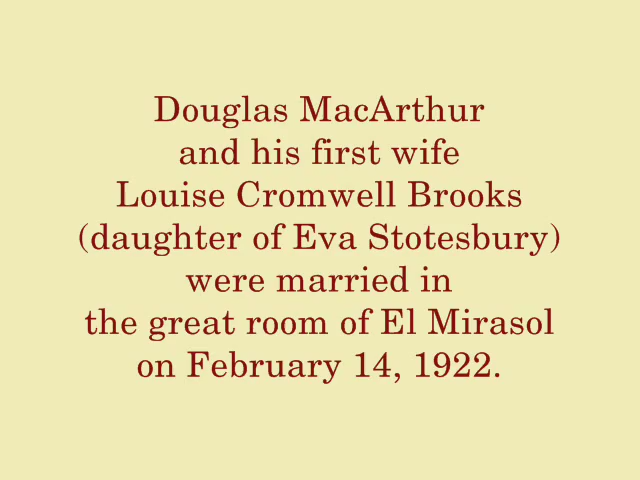 Douglas MacArthur
and his first wife
Louise Cromwell Brooks
(daughter of Eva Stotesbury)
were married in
the great room of El Mirasol
on February 14, 1922.